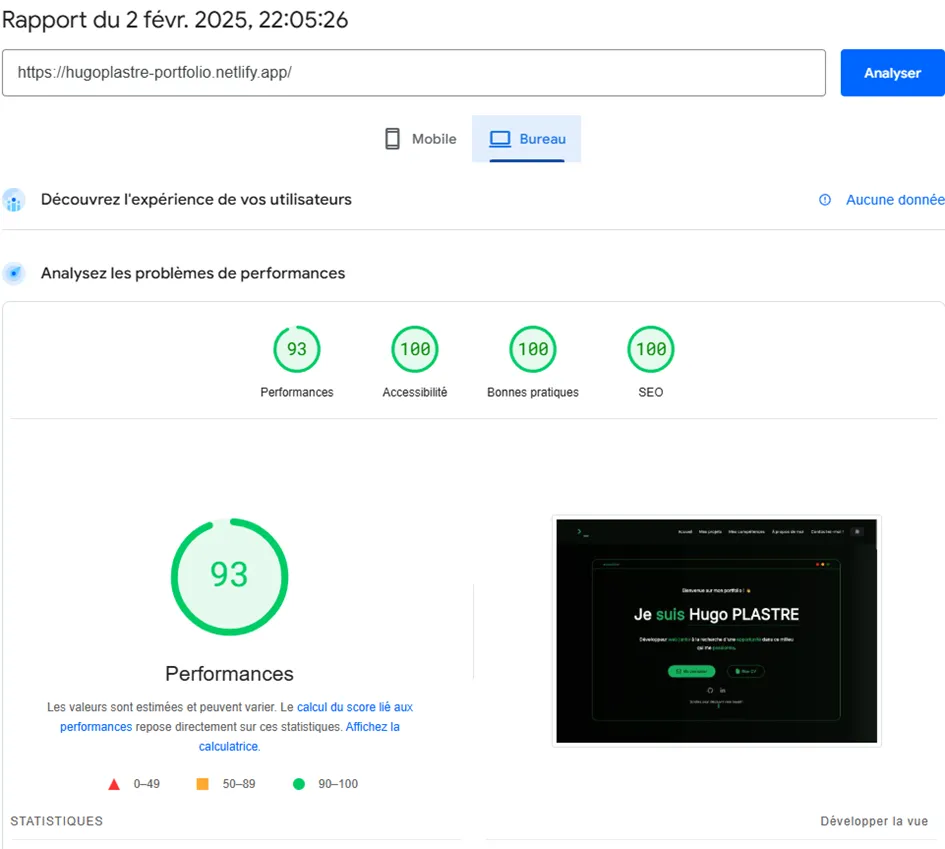 Rapport du 2 févr. 2025, 22:05:26
https://hugoplastre-portfolio.netlify.app/
Analyser
Mobile
Bureau
Découvrez l'expérience de vos utilisateurs
Aucune donnée
Analysez les problèmes de performances
93
100
100
100
Performances
Accessibilité
Bonnes pratiques
SEO
93
Performances
Les valeurs sont estimées et peuvent varier. Le calcul du score lié aux
performances repose directement sur ces statistiques. Affichez la
calculatrice.
0–49
50–89
90–100
Accueil
Mes projets
Mes compétences
À propos de moi
Contactez-moi !
Bienvenue sur mon portfolio !
Je suis Hugo PLASTRE
Développeur web junior à la recherche d'une opportunité dans ce milieu
qui me passionne.
Mon CV
STATISTIQUES
Développer la vue